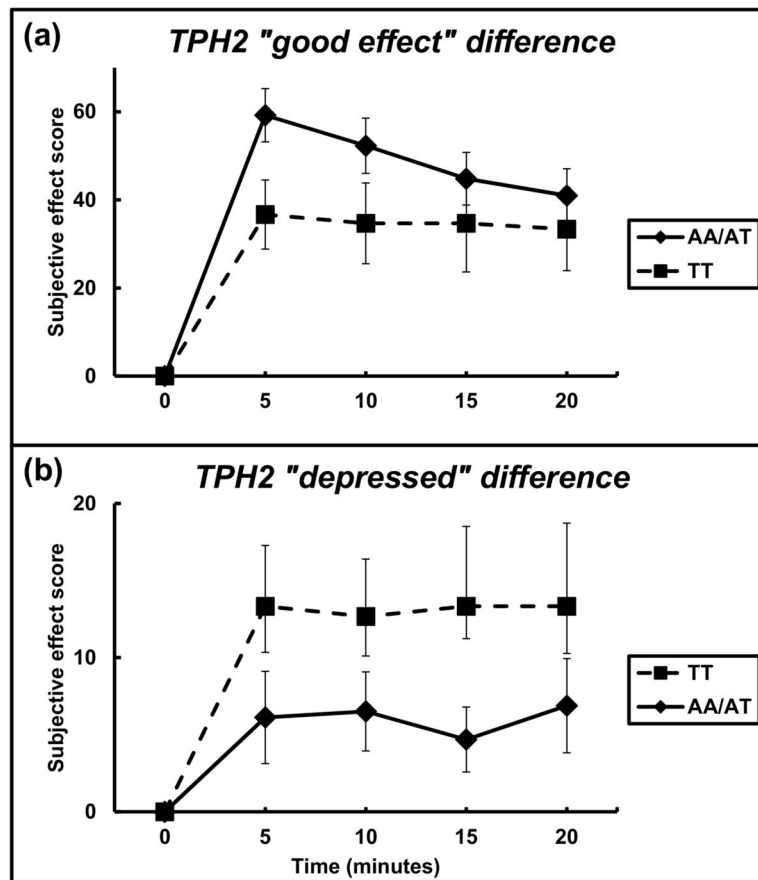 (a)
TPH2 "good effect" difference
Subjective effect score
60
40
20
0
0 5 10 15 20
AA/AT
TT
(b)
TPH2 "depressed" difference
Subjective effect score
20
10
0
0 5 10 15 20
Time (minutes)
TT
AA/AT